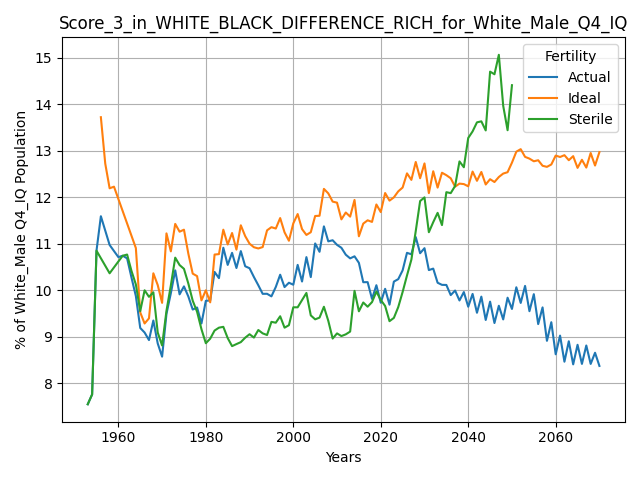 Score_3_in_WHITE_BLACK_DIFFERENCE_RICH_for_White_Male_Q4_IQ
Fertility
Actual
Ideal
Sterile
% of White_Male Q4_IQ Population
15
14
13
12
11
10
9
8
1960
1980
2000
2020
2040
2060
Years